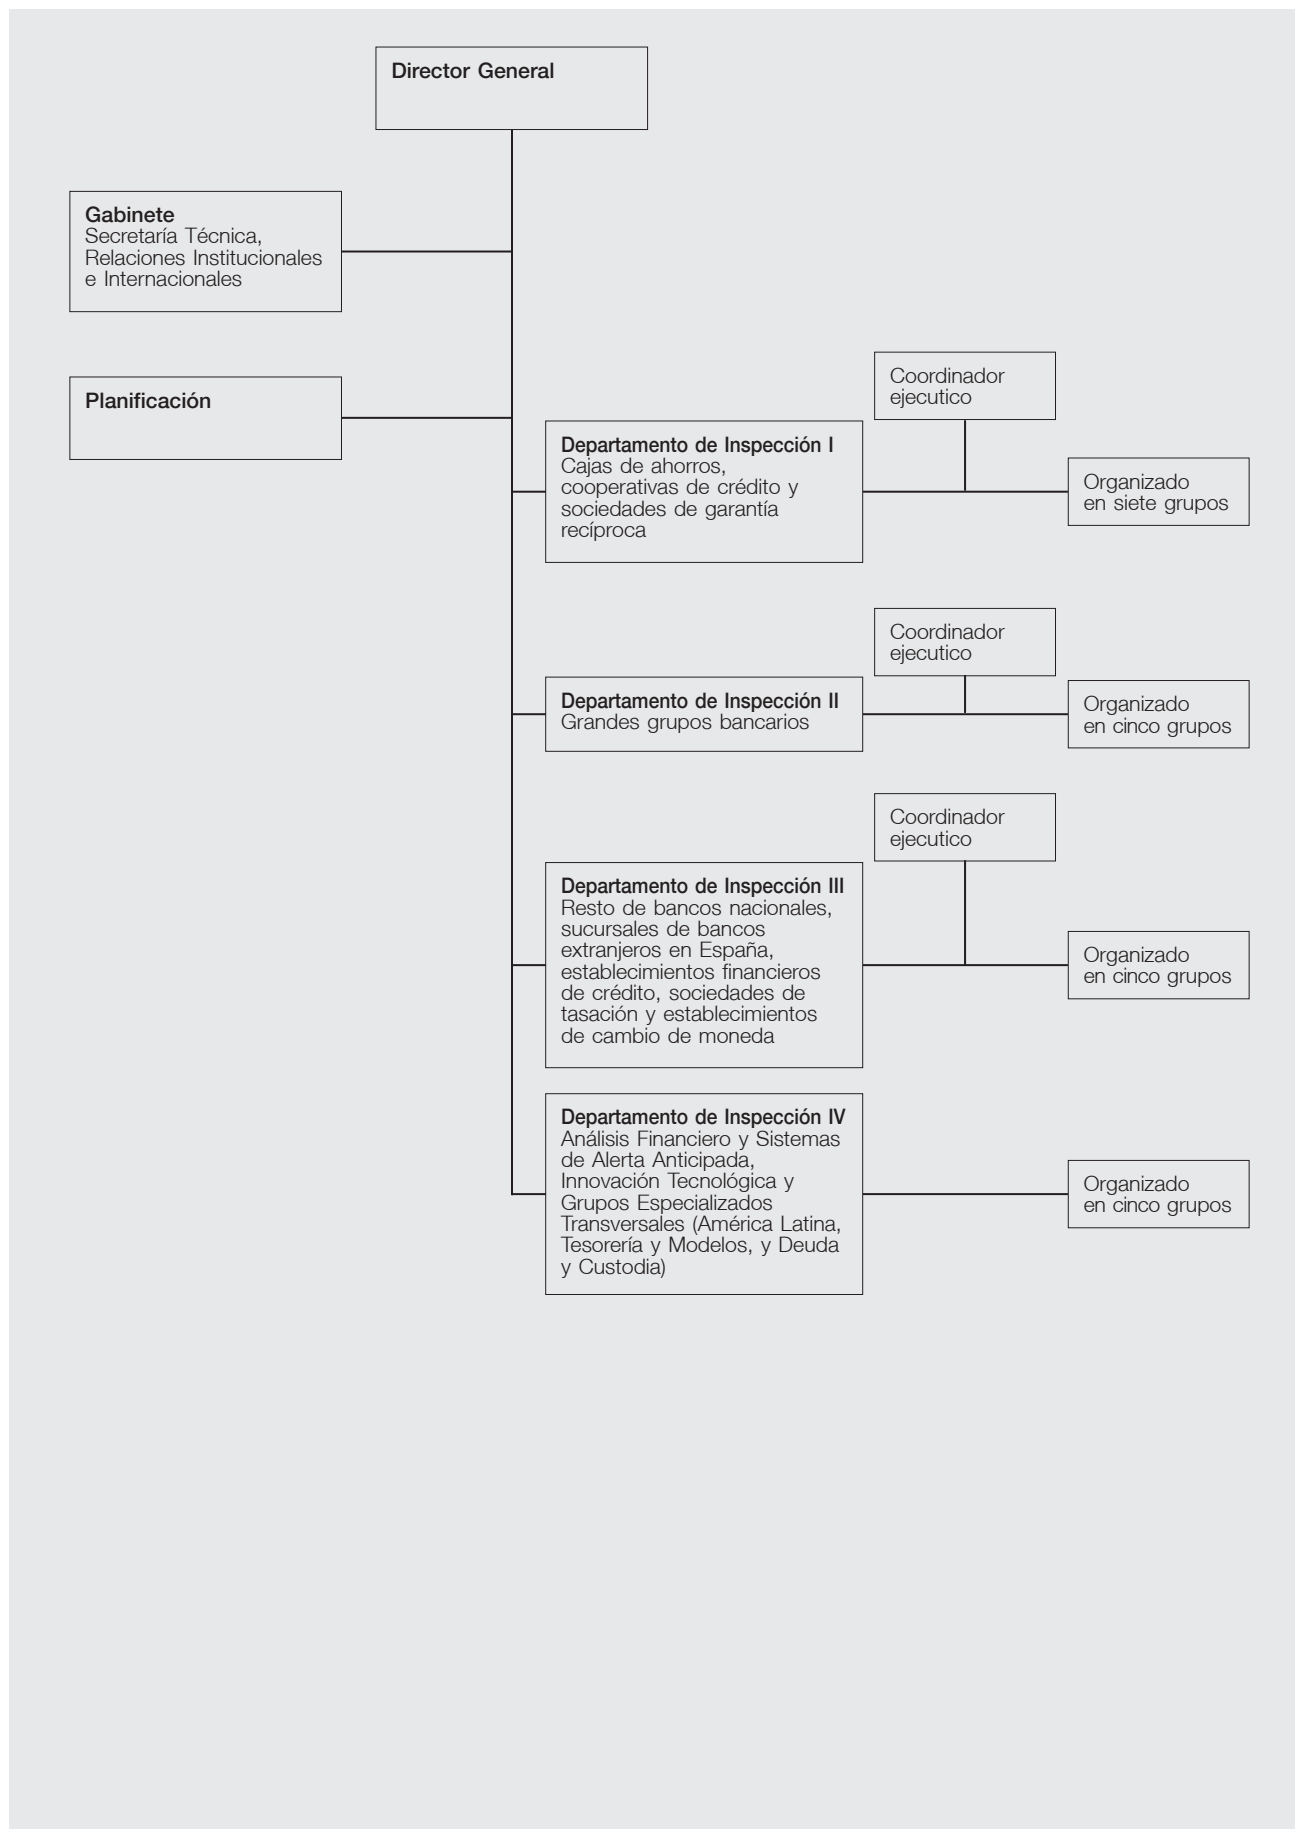 Director General
Gabinete
Secretaría Técnica,
Relaciones Institucionales
e Internacionales
Planificación
Coordinador
ejecutico
Departamento de Inspección I
Cajas de ahorros,
cooperativas de crédito y
sociedades de garantía
recíproca
Organizado
en siete grupos
Coordinador
ejecutico
Departamento de Inspección II
Grandes grupos bancarios
Organizado
en cinco grupos
Coordinador
ejecutico
Departamento de Inspección III
Resto de bancos nacionales,
sucursales de bancos
extranjeros en España,
establecimientos financieros
de crédito, sociedades de
tasación y establecimientos
de cambio de moneda
Organizado
en cinco grupos
Departamento de Inspección IV
Análisis Financiero y Sistemas
de Alerta Anticipada,
Innovación Tecnológica y
Grupos Especializados
Transversales (América Latina,
Tesorería y Modelos, y Deuda
y Custodia)
Organizado
en cinco grupos